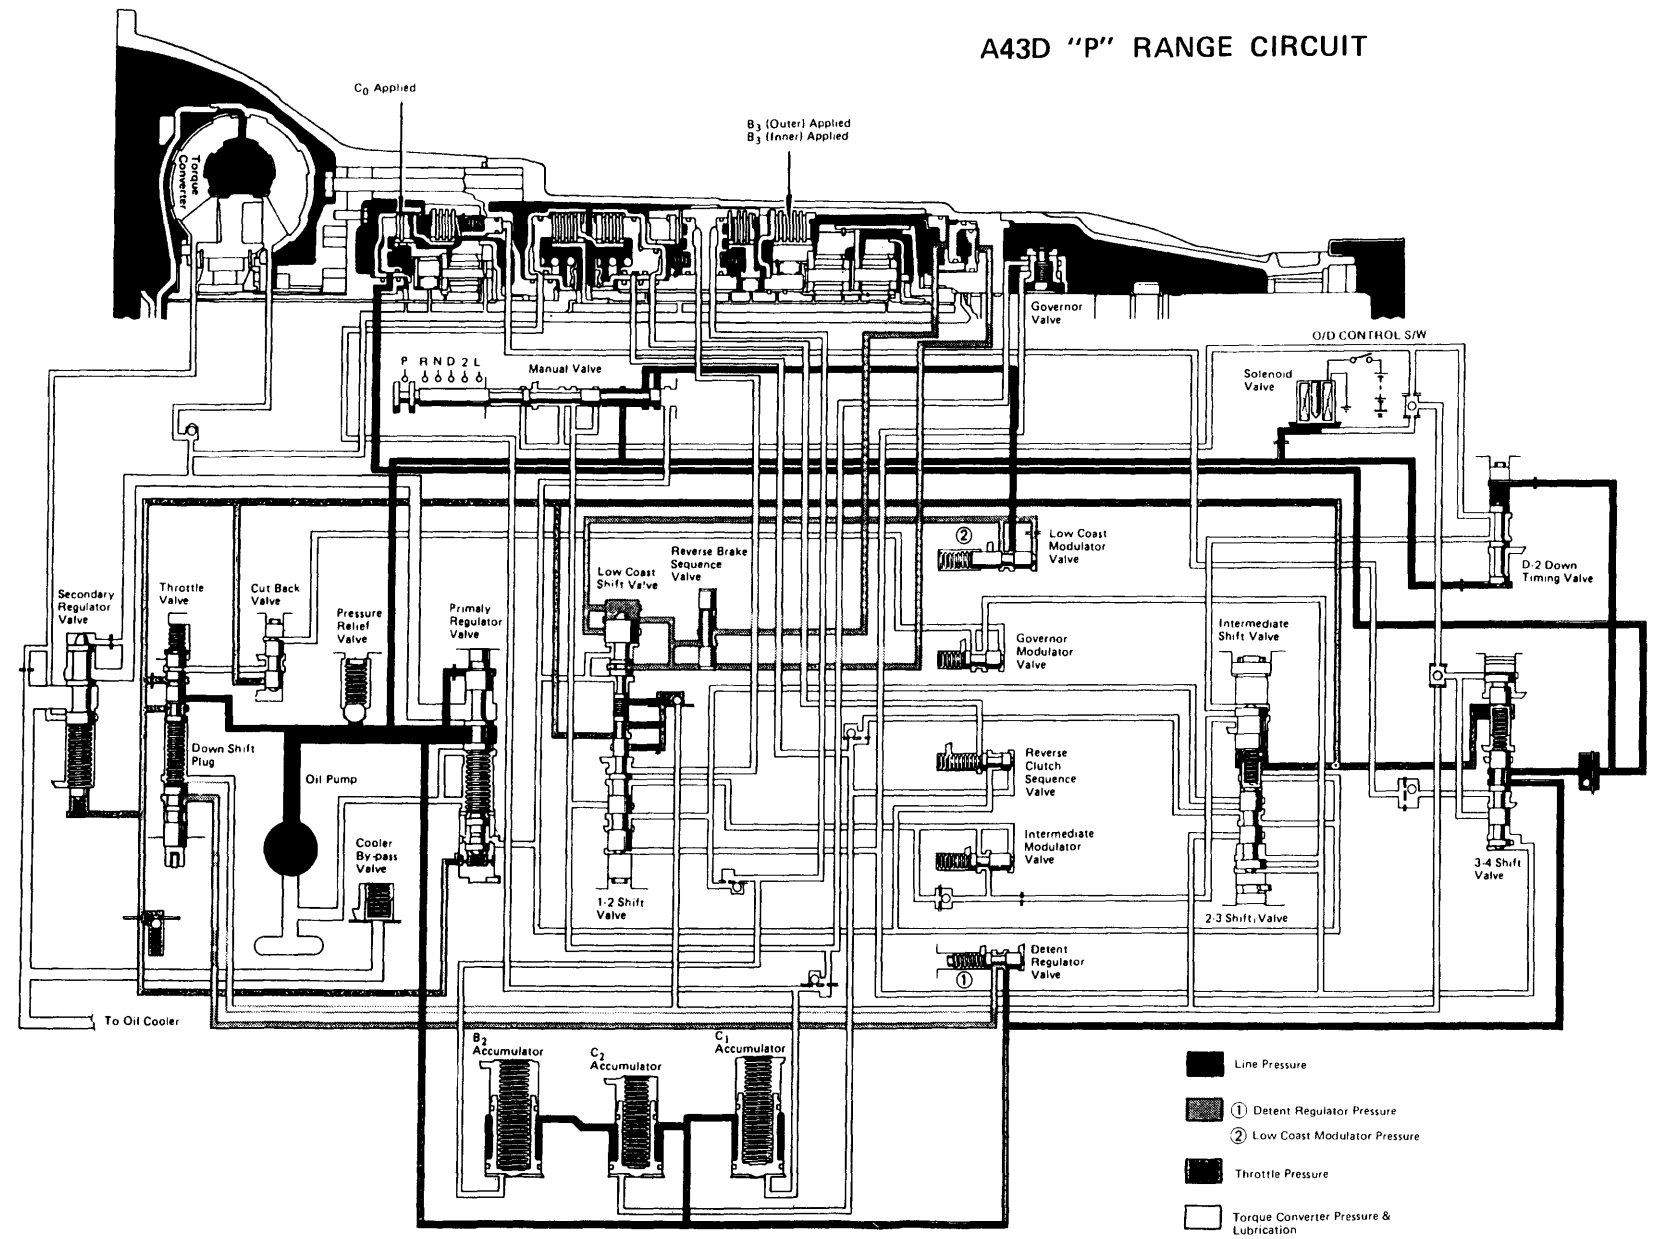 A43D "P" RANGE CIRCUIT
C0 Applied
B3 (Outer) Applied
B3 (Inner) Applied
Torque
Converter
Governor
Valve
O/D CONTROL S/W
Solenoid
Valve
P R N D 2 L
Manual Valve
D-2 Down
Timing Valve
②
Low Coast
Modulator
Valve
Reverse Brake
Sequence
Valve
Low Coast
Shift Valve
Secondary
Regulator
Valve
Throttle
Valve
Cut Back
Valve
Pressure
Relief
Valve
Primaly
Regulator
Valve
Governor
Modulator
Valve
Intermediate
Shift Valve
Down Shift
Plug
Oil Pump
Reverse
Clutch
Sequence
Valve
Cooler
By-pass
Valve
Intermediate
Modulator
Valve
3-4 Shift
Valve
1-2 Shift
Valve
2-3 Shift Valve
Detent
Regulator
Valve
①
To Oil Cooler
B2
Accumulator
C2
Accumulator
C1
Accumulator
Line Pressure
① Detent Regulator Pressure
② Low Coast Modulator Pressure
Throttle Pressure
Torque Converter Pressure &
Lubrication